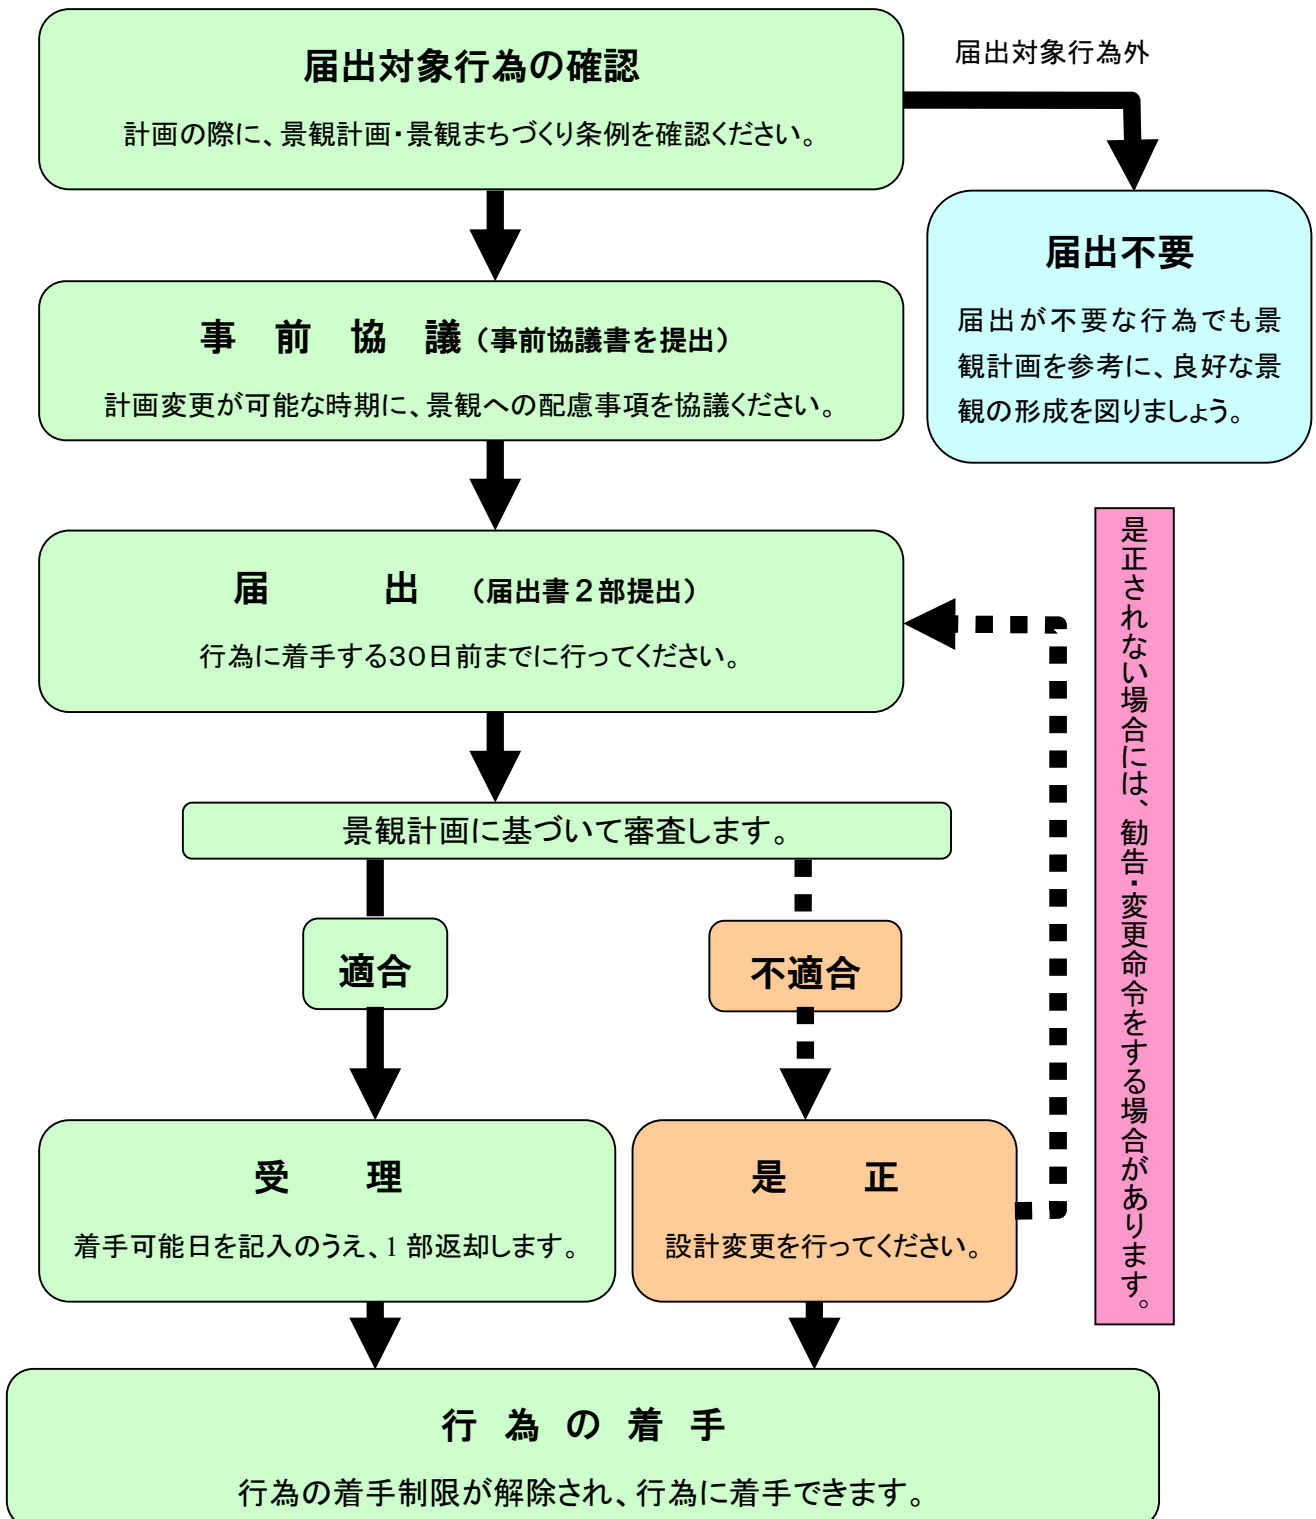 届出対象行為の確認
計画の際に、景観計画・景観まちづくり条例を確認ください。
届出対象行為外
届出不要
届出が不要な行為でも景
観計画を参考に、良好な景
観の形成を図りましょう。
事　前　協　議（事前協議書を提出）
計画変更が可能な時期に、景観への配慮事項を協議ください。
届　　　出　（届出書２部提出）
行為に着手する３０日前までに行ってください。
是正されない場合には、勧告・変更命令をする場合があります。
景観計画に基づいて審査します。
適合
不適合
受　　理
着手可能日を記入のうえ、1 部返却します。
是　　正
設計変更を行ってください。
行　為　の　着　手
行為の着手制限が解除され、行為に着手できます。